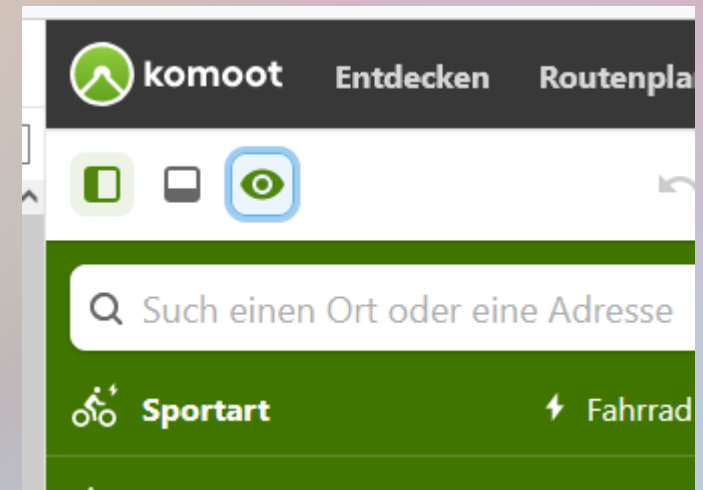 komoot Entdecken Routenpla
Such einen Ort oder eine Adresse
Sportart Fahrrad